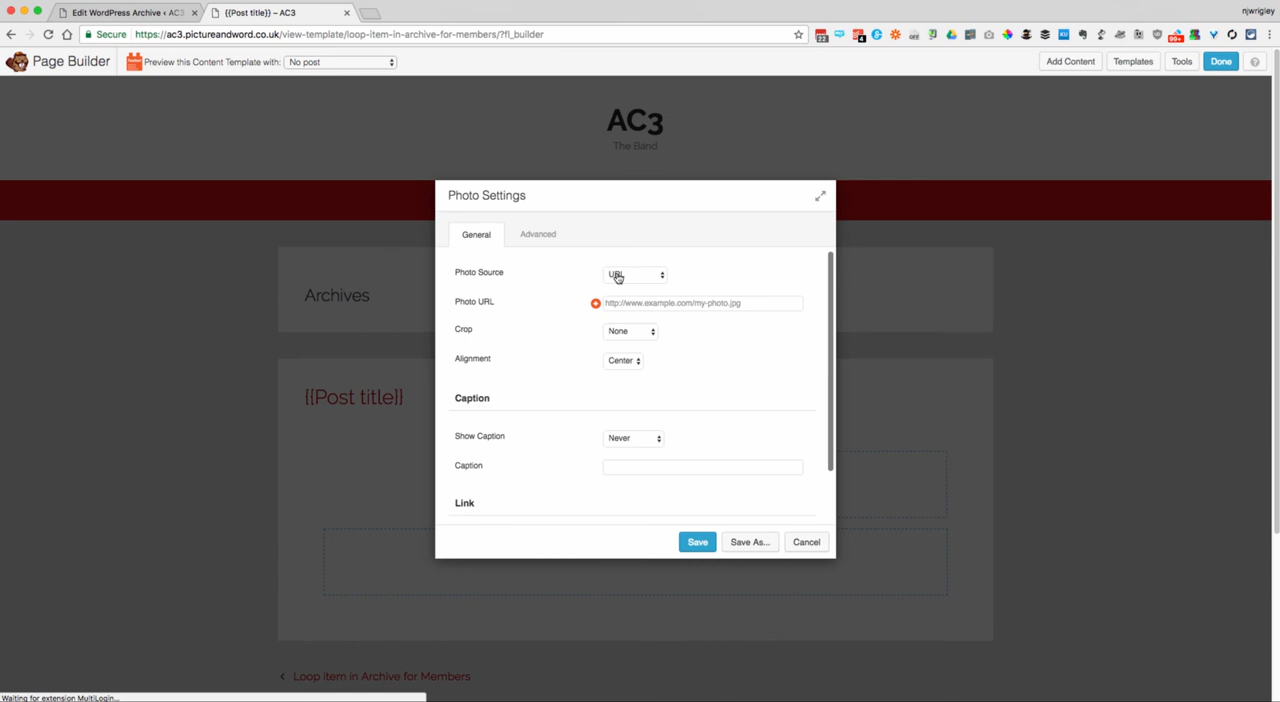 Edit WordPress Archive ‹ AC3
{{Post title}} – AC3
njwrigley
Secure
https://ac3.pictureandword.co.uk/view-template/loop-item-in-archive-for-members/?fl_builder
22
4
KU
99+
Page Builder
Preview this Content Template with:
No post
Add Content
Templates
Tools
Done
?
AC3
The Band
Photo Settings
General
Advanced
Photo Source
URL
Photo URL
http://www.example.com/my-photo.jpg
Crop
None
Alignment
Center
Caption
Show Caption
Never
Caption
Link
Save
Save As...
Cancel
Archives
{{Post title}}
Loop item in Archive for Members
Waiting for extension MultiLogin...